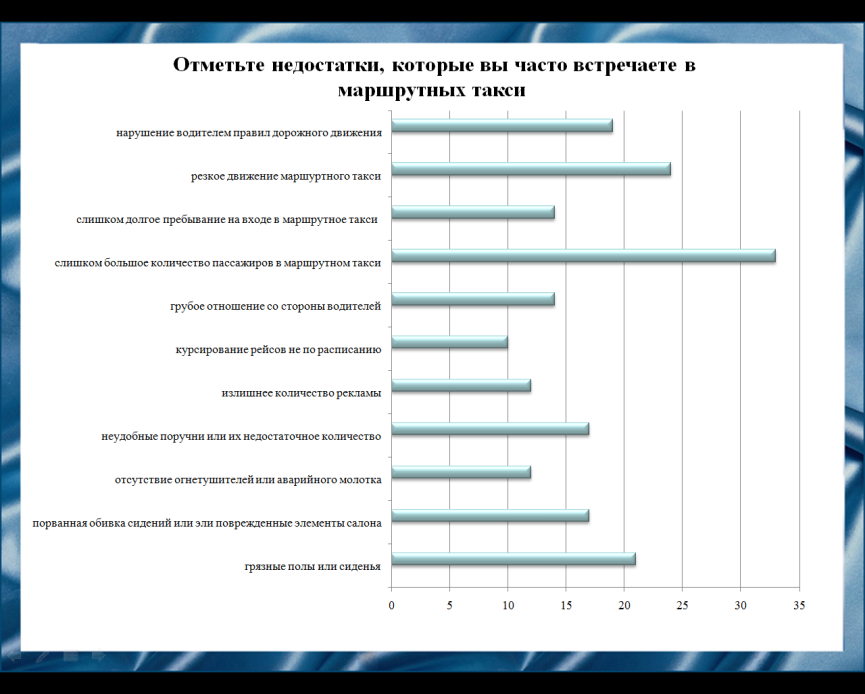 Отметьте недостатки, которые вы часто встречаете в
маршрутных такси
нарушение водителем правил дорожного движения
резкое движение маршуртного такси
слишком долгое пребывание на входе в маршрутное такси
слишком большое количество пассажиров в маршрутном такси
грубое отношение со стороны водителей
курсирование рейсов не по расписанию
излишнее количество рекламы
неудобные поручни или их недостаточное количество
отсутствие огнетушителей или аварийного молотка
порванная обивка сидений или эли поврежденные элементы салона
грязные полы или сиденья
0 5 10 15 20 25 30 35